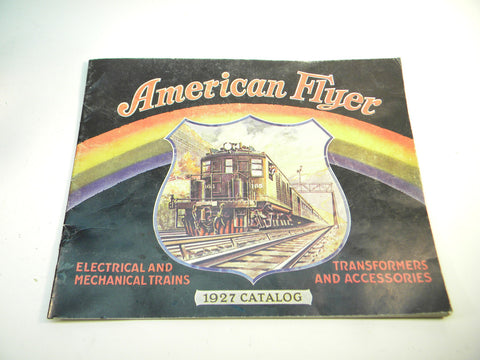 American Flyer
ELECTRICAL AND
MECHANICAL TRAINS
TRANSFORMERS
AND ACCESSORIES
1927 CATALOG